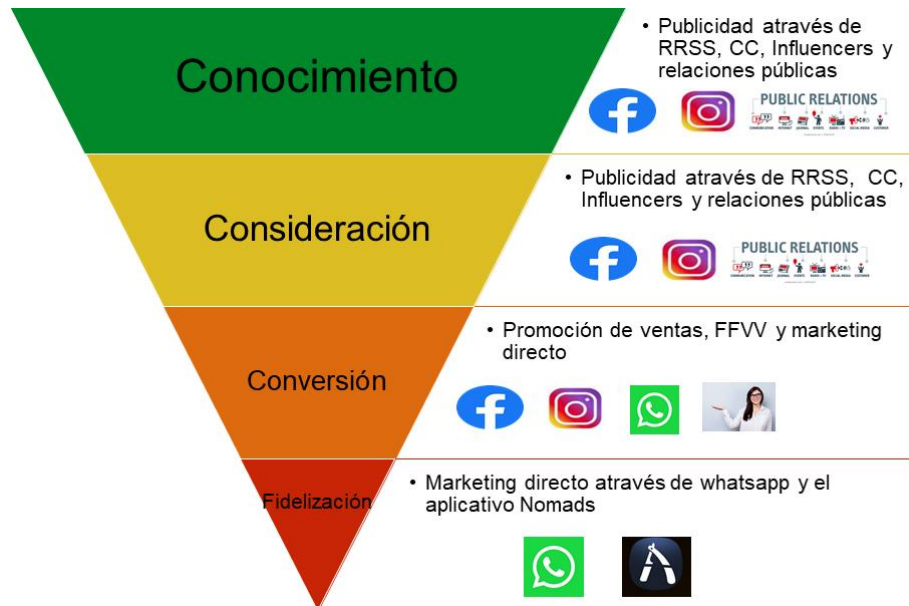 Conocimiento
• Publicidad através de
RRSS, CC, Influencers y
relaciones públicas
PUBLIC RELATIONS
Consideración
• Publicidad através de RRSS, CC,
Influencers y relaciones públicas
PUBLIC RELATIONS
Conversión
• Promoción de ventas, FFVV y marketing
directo
Fidelización
• Marketing directo através de whatsapp y el
aplicativo Nomads